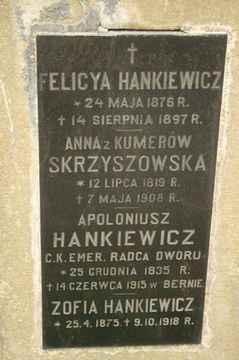 FELICYA HANKIEWICZ
* 24 MAJA 1876 R.
† 14 SIERPNIA 1897 R.
ANNA z KUMERÓW
SKRZYSZOWSKA
* 12 LIPCA 1819 R.
† 7 MAJA 1908 R.
APOLONIUSZ
HANKIEWICZ
C.K. EMER. RADCA DWORU
* 25 GRUDNIA 1835 R.
† 14 CZERWCA 1915 W BERNIE.
ZOFIA HANKIEWICZ
* 25.4.1875 † 9.10.1918 R.